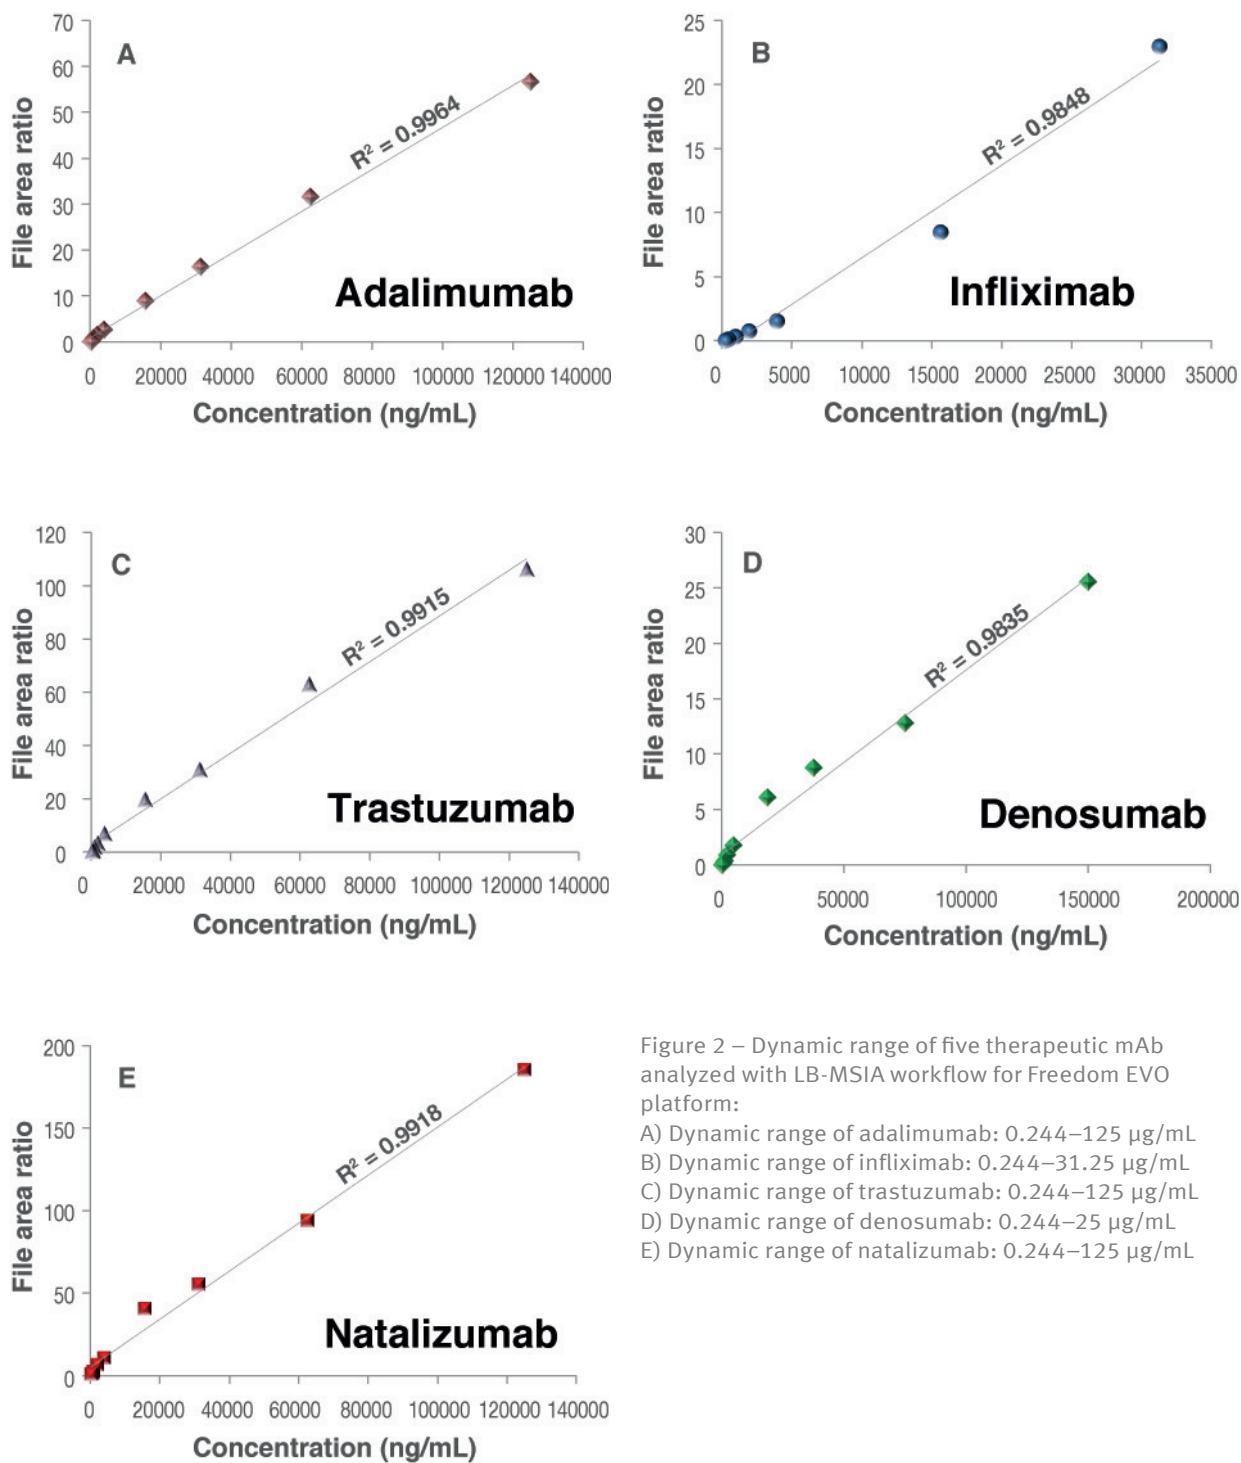 70
60
50
40
30
20
10
0
File area ratio
A
R² = 0.9964
Adalimumab
0 20000 40000 60000 80000 100000 120000 140000
Concentration (ng/mL)
25
20
15
10
5
0
File area ratio
B
R² = 0.9848
Infliximab
0 5000 10000 15000 20000 25000 30000 35000
Concentration (ng/mL)
120
100
80
60
40
20
0
File area ratio
C
R² = 0.9915
Trastuzumab
0 20000 40000 60000 80000 100000 120000 140000
Concentration (ng/mL)
30
25
20
15
10
5
0
File area ratio
D
R² = 0.9835
Denosumab
0 50000 100000 150000 200000
Concentration (ng/mL)
200
150
100
50
0
File area ratio
E
R² = 0.9918
Natalizumab
0 20000 40000 60000 80000 100000 120000 140000
Concentration (ng/mL)
Figure 2 – Dynamic range of five therapeutic mAb
analyzed with LB-MSIA workflow for Freedom EVO
platform:
A) Dynamic range of adalimumab: 0.244–125 µg/mL
B) Dynamic range of infliximab: 0.244–31.25 µg/mL
C) Dynamic range of trastuzumab: 0.244–125 µg/mL
D) Dynamic range of denosumab: 0.244–25 µg/mL
E) Dynamic range of natalizumab: 0.244–125 µg/mL